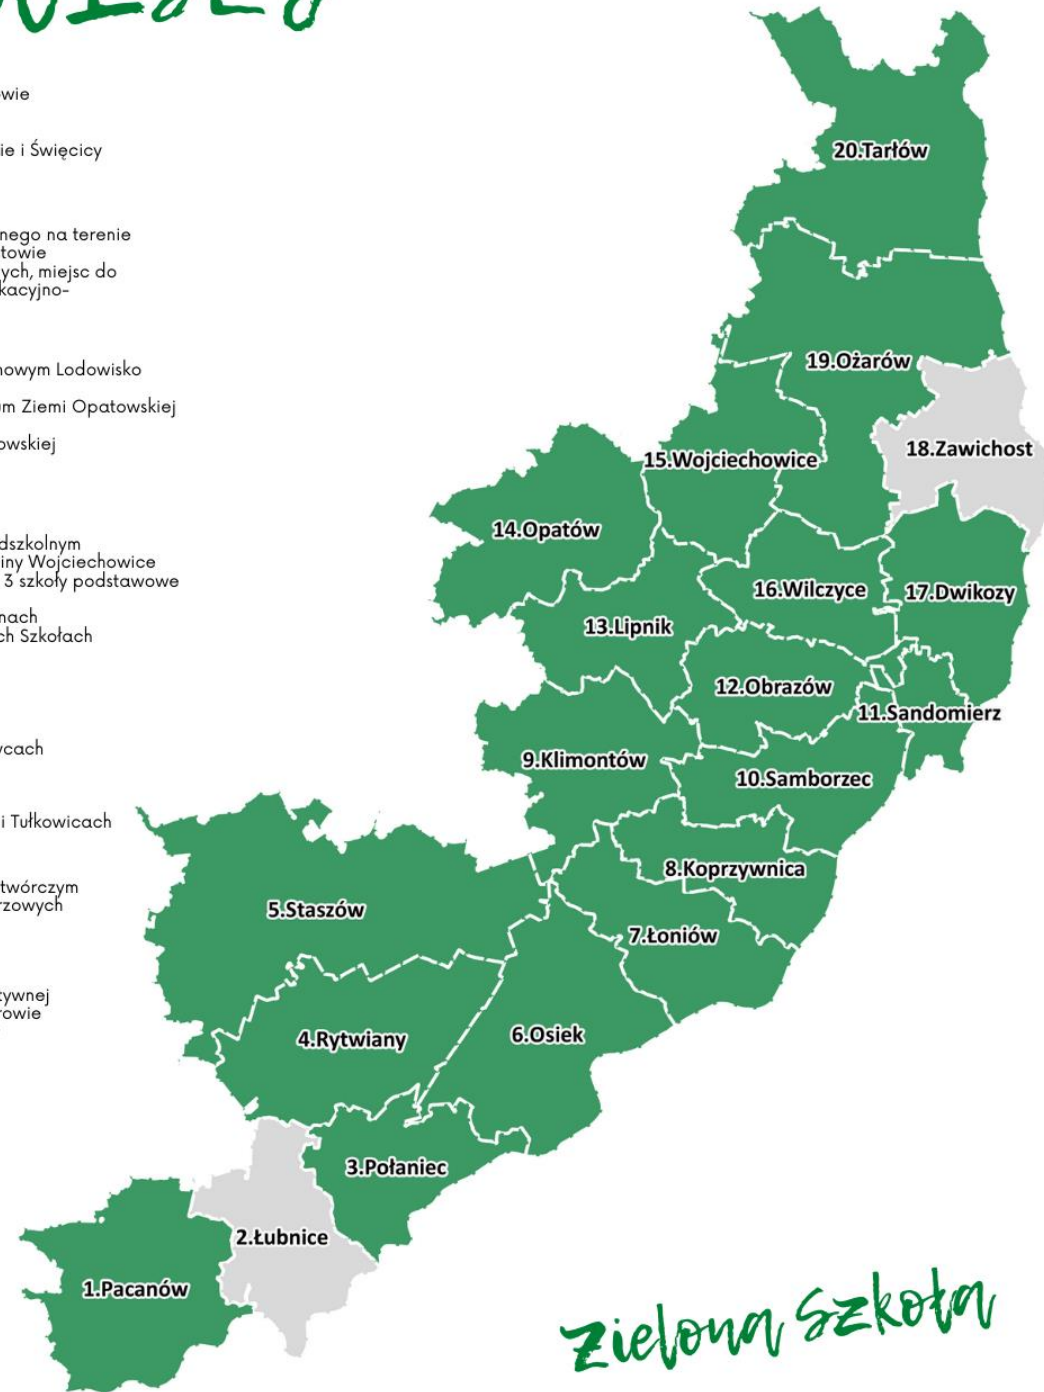 owie
ie i Święcicy
nego na terenie
towie
ych, miejsc do
kacyjno-
nowym Lodowisko
um Ziemi Opatowskiej
owskiej
dszkolnym
iny Wojciechowice
3 szkoły podstawowe
nach
ch Szkołach
ycach
i Tułkowicach
twórczym
rzowych
tywnej
rowie
20.Tarłów
19.Ożarów
18.Zawichost
15.Wojciechowice
14.Opatów
16.Wilczyce
17.Dwikozy
13.Lipnik
12.Obrazów
11.Sandomierz
9.Klimontów
10.Samborzec
8.Koprzywnica
5.Staszów
7.Łoniów
4.Rytwiany
6.Osiek
3.Połaniec
2.Łubnice
1.Pacanów
Zielona Szkoła